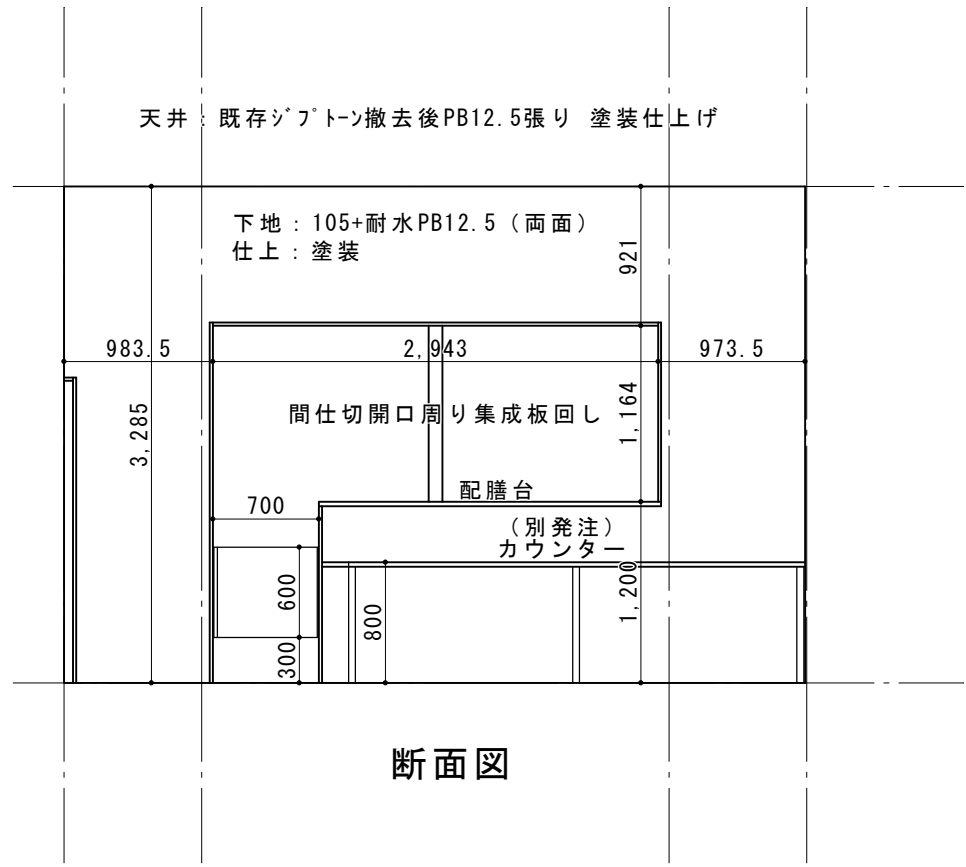 天井：既存ｼﾞﾌﾟﾄｰﾝ撤去後PB12.5張り 塗装仕上げ
下地：105+耐水PB12.5（両面）
仕上：塗装
921
983.5
2,943
973.5
3,285
間仕切開口周り集成板回し
1,164
配膳台
700
（別発注）
カウンター
600
800
1,200
300
断面図